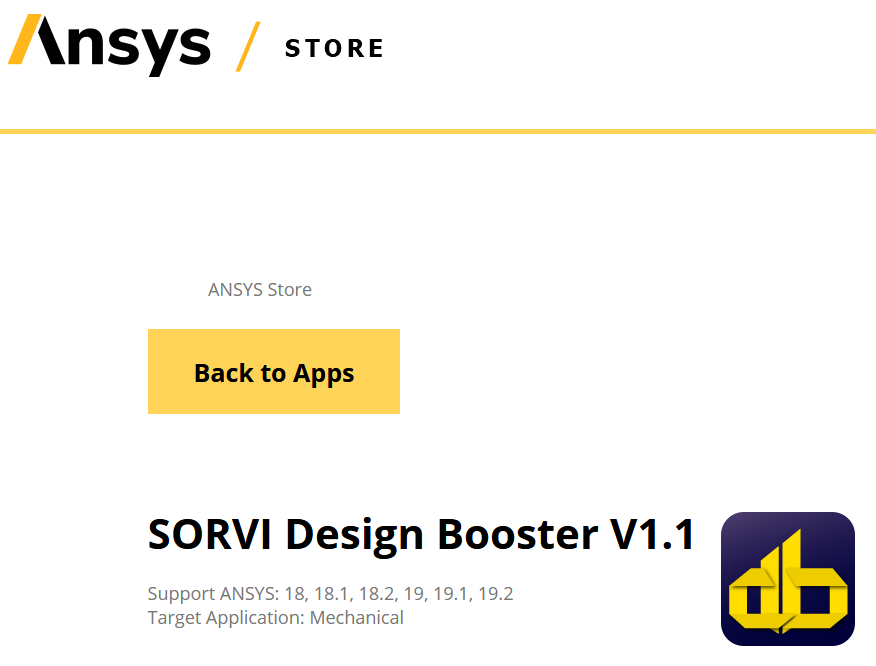 Ansys / STORE
ANSYS Store
Back to Apps
SORVI Design Booster V1.1
Support ANSYS: 18, 18.1, 18.2, 19, 19.1, 19.2
Target Application: Mechanical
db